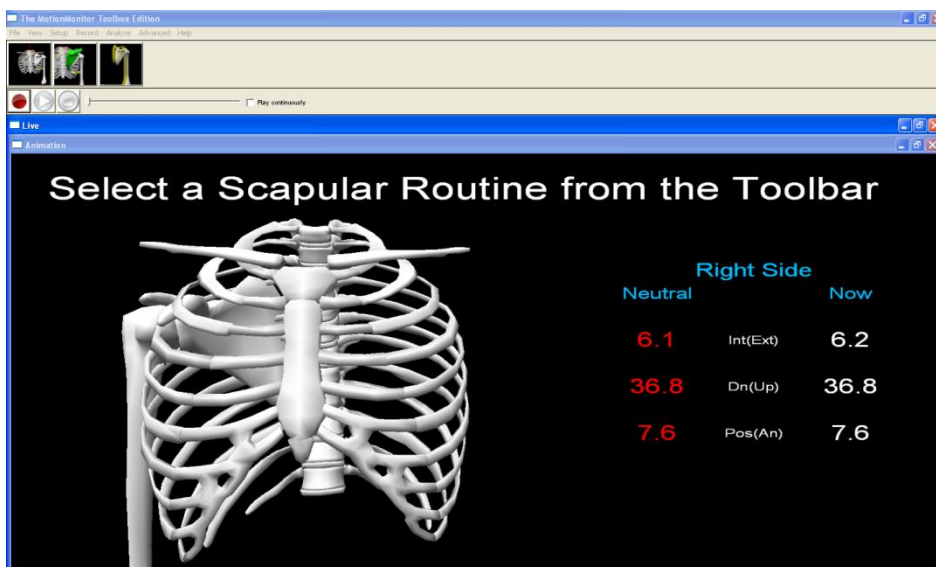 The MotionMonitor Toolbox Edition
File View Setup Record Analyze Advanced Help
Play continuously
Live
Animation
Select a Scapular Routine from the Toolbar
Right Side
Neutral Now
6.1 Int(Ext) 6.2
36.8 Dn(Up) 36.8
7.6 Pos(An) 7.6